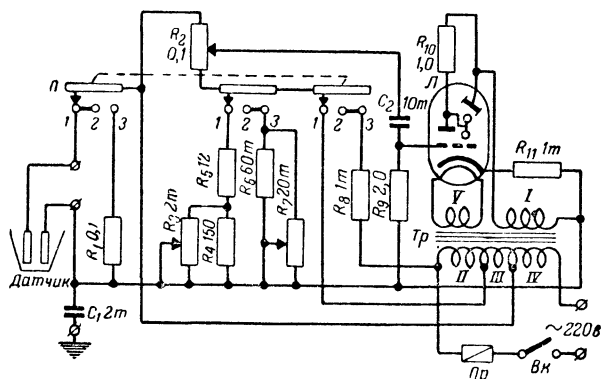 R2
0,1
R10
1,0
Л
П
C2 10т
1 2 3
1 2 3
1 2 3
R11 1т
R5 12
R6 60т
R7 20т
R8 1т
R9 2,0
V
I
R1 0,1
R3 2т
R4 150
Тр
II
III
IV
Датчик
C1 2т
~220в
Пр
Вк